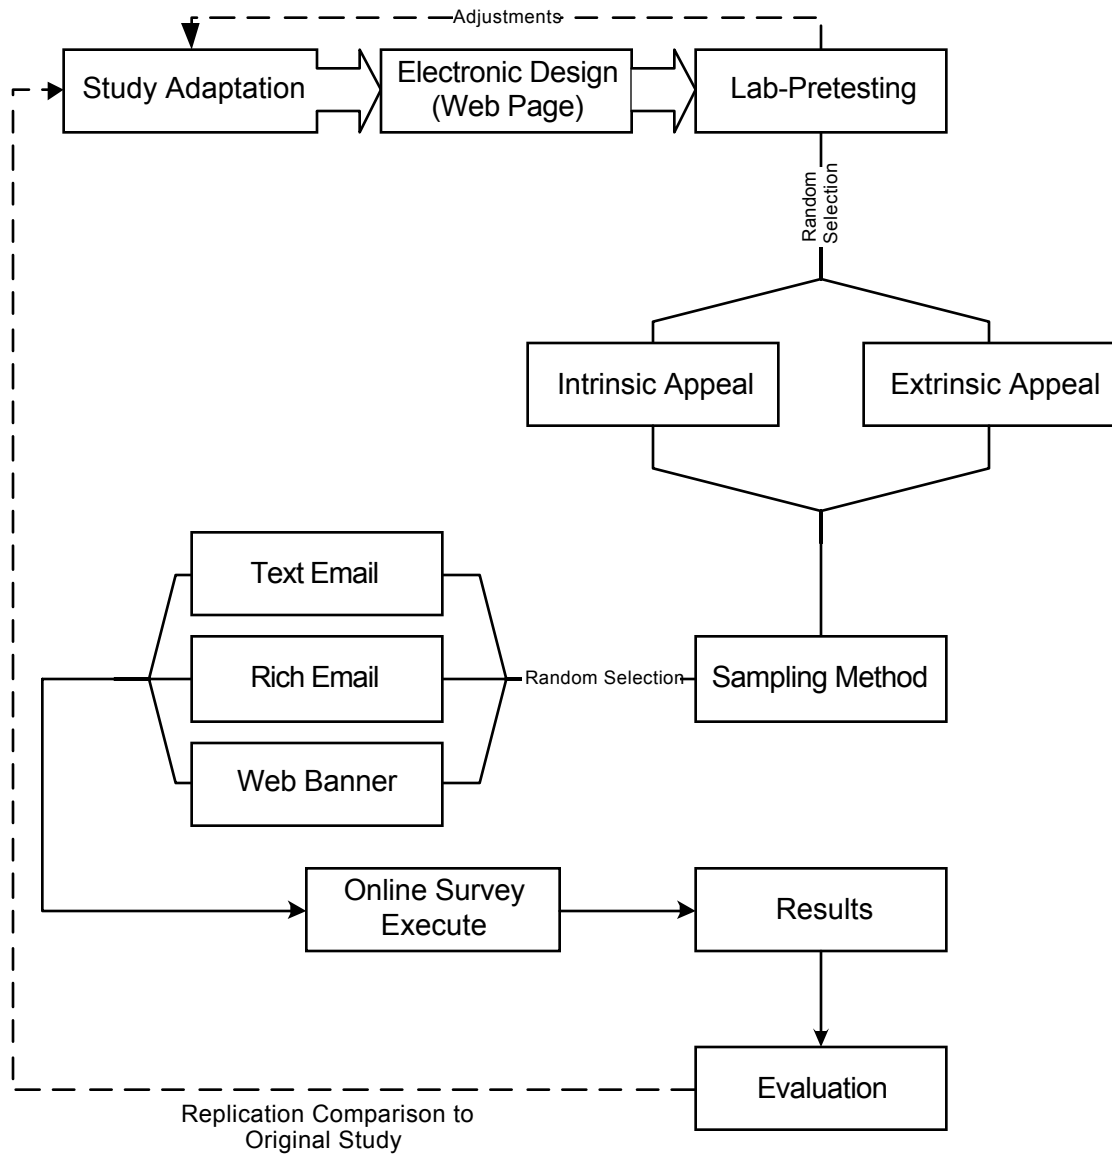 Adjustments
Study Adaptation
Electronic Design
(Web Page)
Lab-Pretesting
Random
Selection
Intrinsic Appeal
Extrinsic Appeal
Text Email
Rich Email
Random Selection
Sampling Method
Web Banner
Online Survey
Execute
Results
Evaluation
Replication Comparison to
Original Study